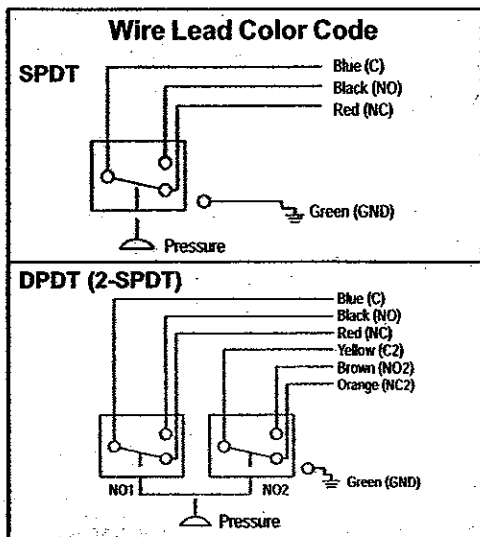 Wire Lead Color Code
SPDT
Blue (C)
Black (NO)
Red (NC)
Green (GND)
Pressure
DPDT (2-SPDT)
Blue (C)
Black (NO)
Red (NC)
Yellow (C2)
Brown (NO2)
Orange (NC2)
NO1
NO2
Green (GND)
Pressure